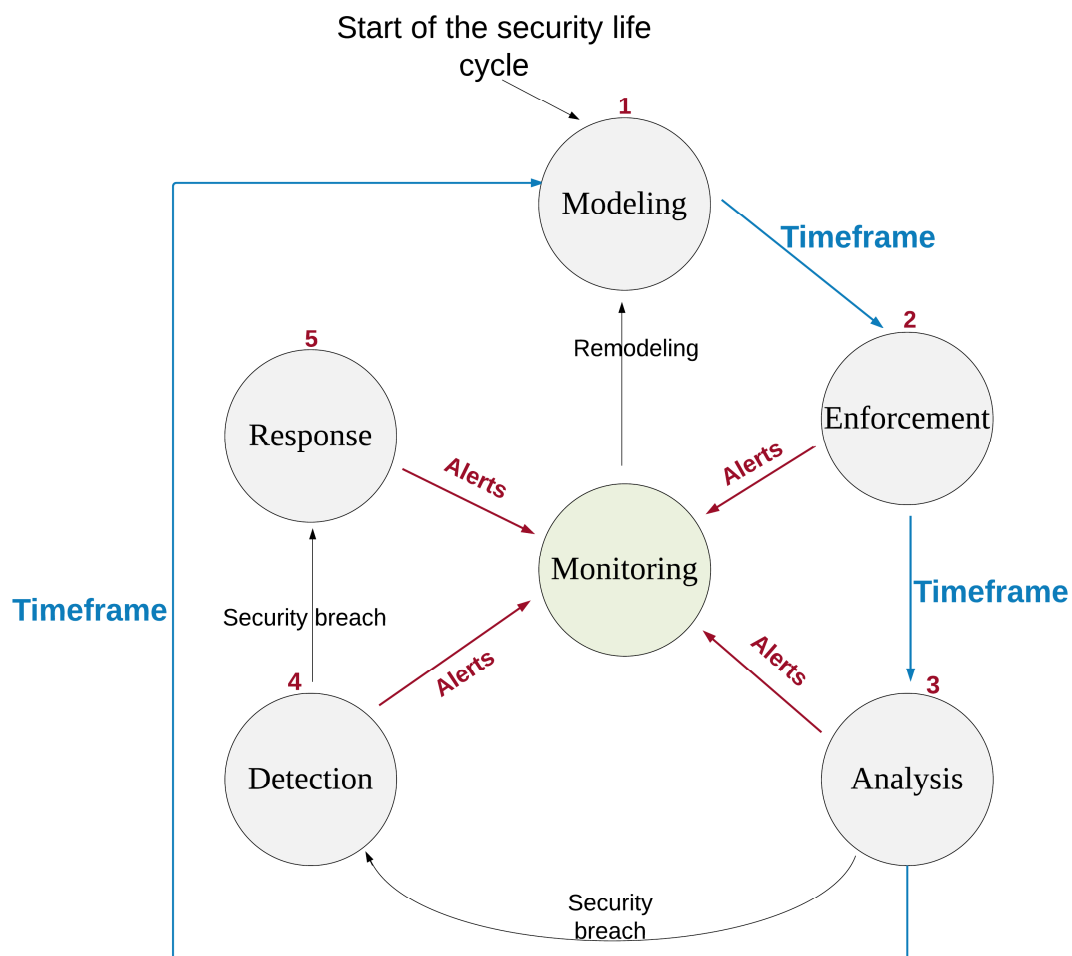 Start of the security life
cycle
1
Modeling
Timeframe
2
Enforcement
Remodeling
5
Response
Alerts
Alerts
Monitoring
Timeframe
Timeframe
Security breach
Alerts
Alerts
4
Detection
3
Analysis
Security
breach